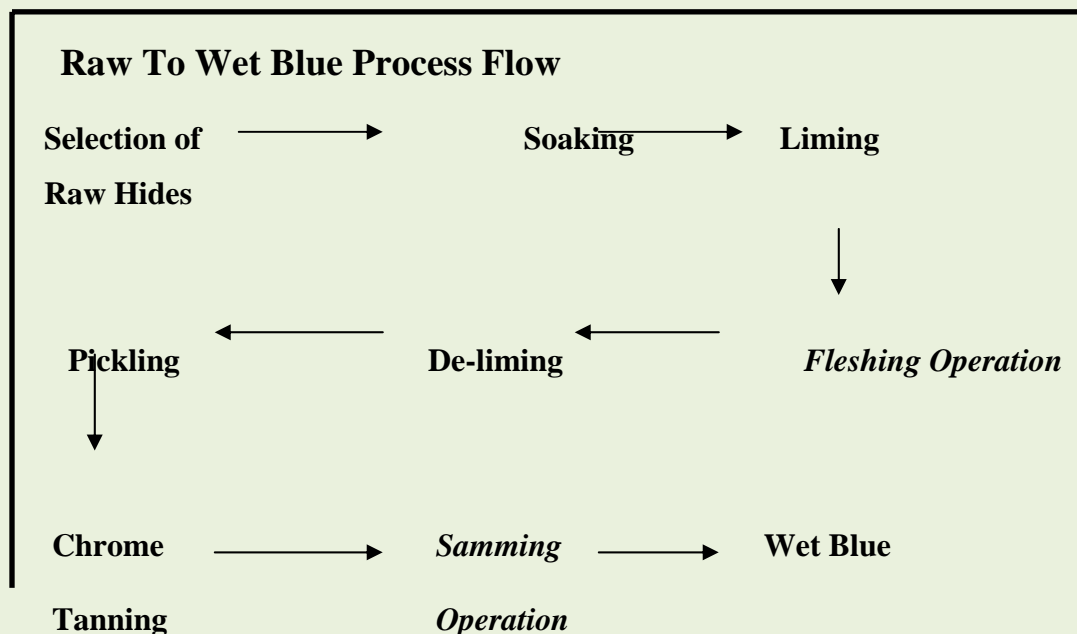 Raw To Wet Blue Process Flow
Selection of Soaking Liming
Raw Hides
Pickling De-liming Fleshing Operation
Chrome Samming Wet Blue
Tanning Operation